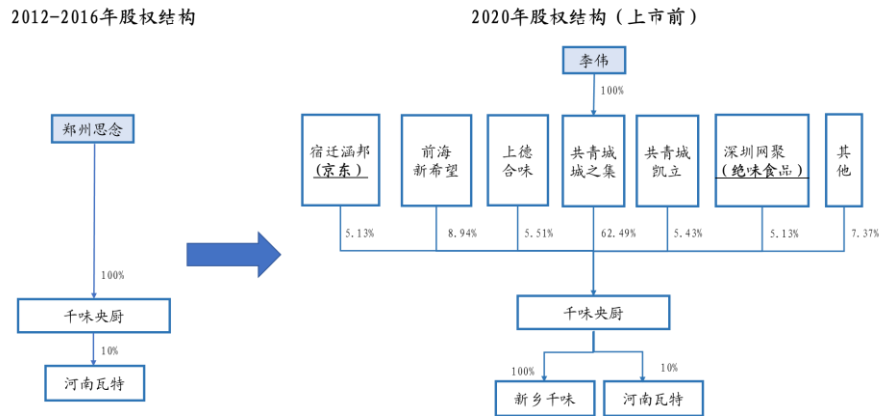 2012-2016年股权结构
2020年股权结构（上市前）
李伟
100%
郑州思念
宿迁涵邦
(京东)
前海
新希望
上德
合味
共青城
城之集
共青城
凯立
深圳网聚
（绝味食品）
其
他
5.13%
8.94%
5.51%
62.49%
5.43%
5.13%
7.37%
100%
千味央厨
千味央厨
10%
100%
10%
河南瓦特
新乡千味
河南瓦特